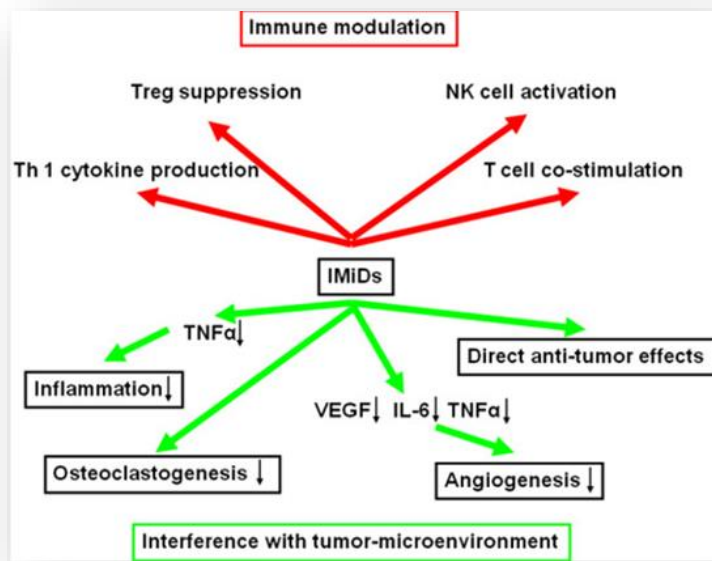 Immune modulation
Treg suppression
NK cell activation
Th 1 cytokine production
T cell co-stimulation
IMiDs
TNFα↓
Direct anti-tumor effects
Inflammation↓
VEGF↓ IL-6↓ TNFα↓
Osteoclastogenesis ↓
Angiogenesis ↓
Interference with tumor-microenvironment